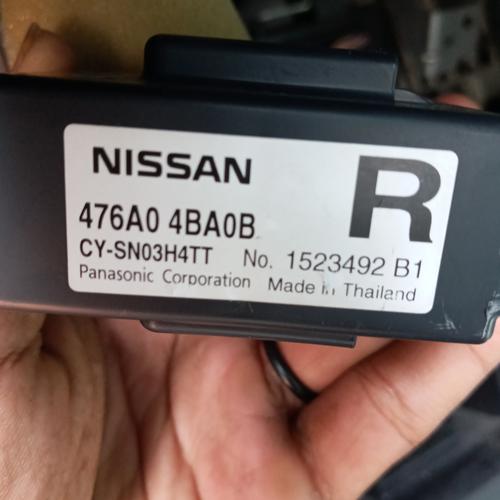 NISSAN
R
476A0 4BA0B
CY-SN03H4TT No. 1523492 B1
Panasonic Corporation Made in Thailand